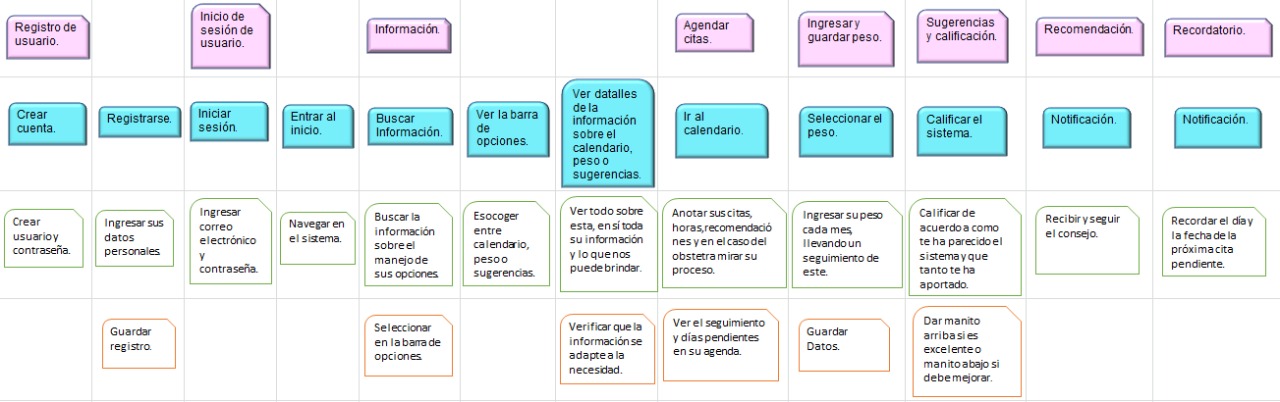 Registro de
usuario.
Inicio de
sesión de
usuario.
Información.
Agendar
citas.
Ingresar y
guardar peso.
Sugerencias
y calificación.
Recomendación.
Recordatorio.
Crear
cuenta.
Registrarse.
Iniciar
sesión.
Entrar al
inicio.
Buscar
Información.
Ver la barra
de
opciones.
Ver datalles
de la
información
sobre el
calendario,
peso o
sugerencias.
Ir al
calendario.
Seleccionar el
peso.
Calificar el
sistema.
Notificación.
Notificación.
Crear
usuario y
contraseña.
Ingresar sus
datos
personales.
Ingresar
correo
electrónico
y
contraseña.
Navegar en
el sistema.
Buscar la
información
sobre el
manejo de
sus opciones.
Esocoger
entre
calendario,
peso o
sugerencias.
Ver todo sobre
esta, en sí toda
su información
y lo que nos
puede brindar.
Anotar sus citas,
horas,recomendació
nes y en el caso del
obstetra mirar su
proceso.
Ingresar su peso
cada mes,
llevando un
seguimiento de
este.
Calificar de
acuerdo a como
te ha parecido el
sistema y que
tanto te ha
aportado.
Recibir y seguir
el consejo.
Recordar el día y
la fecha de la
próxima cita
pendiente.
Guardar
registro.
Seleccionar
en la barra de
opciones.
Verificar que la
información se
adapte a la
necesidad.
Ver el seguimiento
y días pendientes
en su agenda.
Guardar
Datos.
Dar manito
arriba si es
excelente o
manito abajo si
debe mejorar.